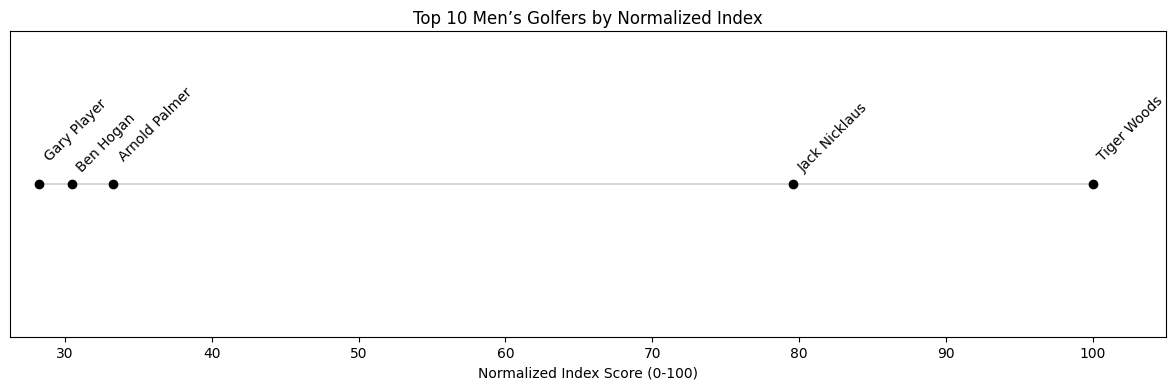 Top 10 Men’s Golfers by Normalized Index
Gary Player
Ben Hogan
Arnold Palmer
Jack Nicklaus
Tiger Woods
30 40 50 60 70 80 90 100
Normalized Index Score (0-100)